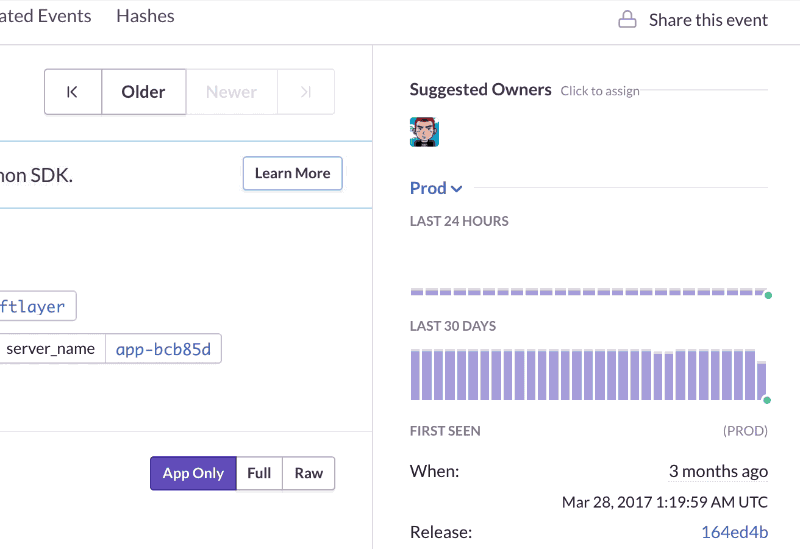 ated Events Hashes Share this event
Older Newer
Suggested Owners Click to assign
non SDK. Learn More
Prod
LAST 24 HOURS
ftlayer
LAST 30 DAYS
server_name app-bcb85d
FIRST SEEN (PROD)
App Only Full Raw
When: 3 months ago
Mar 28, 2017 1:19:59 AM UTC
Release: 164ed4b